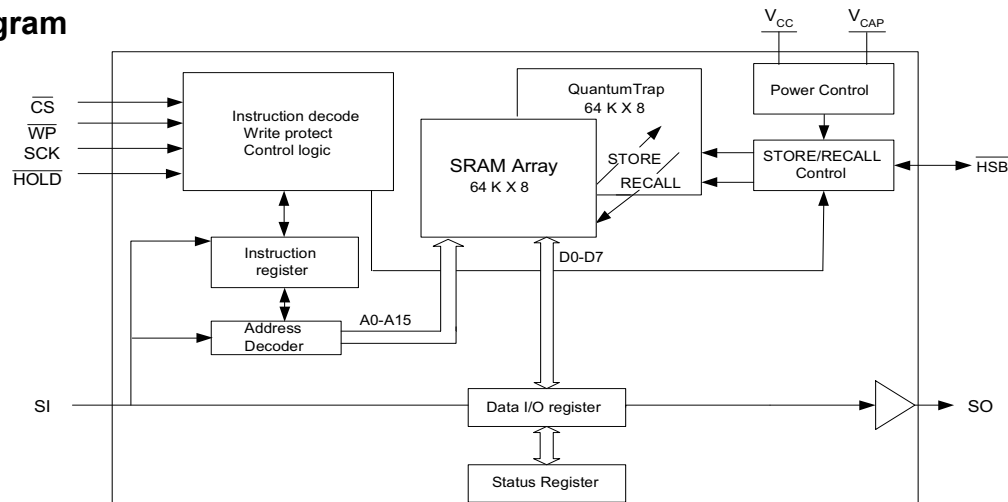 gram
VCC
VCAP
Power Control
QuantumTrap
64 K X 8
CS
WP
SCK
HOLD
Instruction decode
Write protect
Control logic
SRAM Array
64 K X 8
STORE
RECALL
STORE/RECALL
Control
HSB
Instruction
register
D0-D7
A0-A15
Address
Decoder
SI
Data I/O register
SO
Status Register